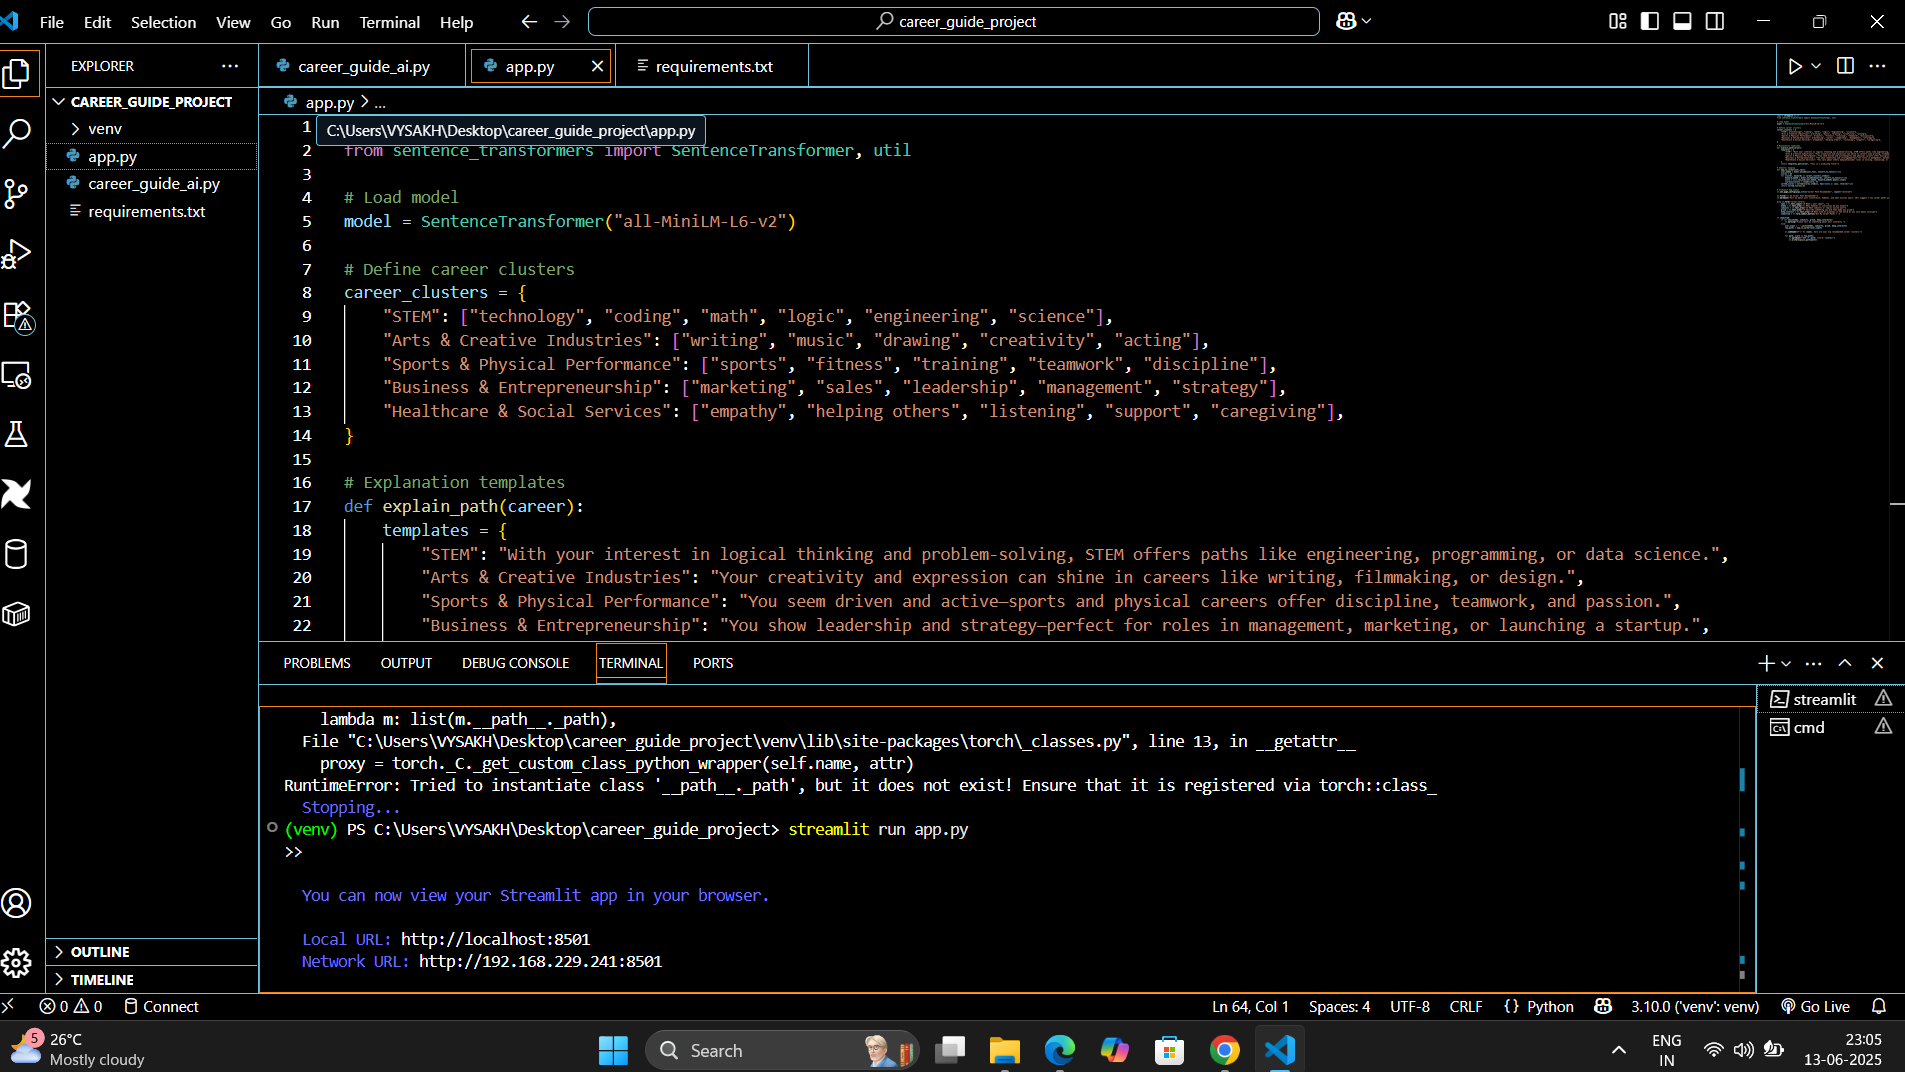 File Edit Selection View Go Run Terminal Help
career_guide_project
EXPLORER
CAREER_GUIDE_PROJECT
venv
app.py
career_guide_ai.py
requirements.txt
OUTLINE
TIMELINE
career_guide_ai.py
app.py
requirements.txt
app.py > ...
C:\Users\VYSAKH\Desktop\career_guide_project\app.py
1
2 from sentence_transformers import SentenceTransformer, util
3
4 # Load model
5 model = SentenceTransformer("all-MiniLM-L6-v2")
6
7 # Define career clusters
8 career_clusters = {
9 "STEM": ["technology", "coding", "math", "logic", "engineering", "science"],
10 "Arts & Creative Industries": ["writing", "music", "drawing", "creativity", "acting"],
11 "Sports & Physical Performance": ["sports", "fitness", "training", "teamwork", "discipline"],
12 "Business & Entrepreneurship": ["marketing", "sales", "leadership", "management", "strategy"],
13 "Healthcare & Social Services": ["empathy", "helping others", "listening", "support", "caregiving"],
14 }
15
16 # Explanation templates
17 def explain_path(career):
18 templates = {
19 "STEM": "With your interest in logical thinking and problem-solving, STEM offers paths like engineering, programming, or data science.",
20 "Arts & Creative Industries": "Your creativity and expression can shine in careers like writing, filmmaking, or design.",
21 "Sports & Physical Performance": "You seem driven and active—sports and physical careers offer discipline, teamwork, and passion.",
22 "Business & Entrepreneurship": "You show leadership and strategy—perfect for roles in management, marketing, or launching a startup.",
PROBLEMS OUTPUT DEBUG CONSOLE TERMINAL PORTS
lambda m: list(m.__path__._path),
File "C:\Users\VYSAKH\Desktop\career_guide_project\venv\lib\site-packages\torch\_classes.py", line 13, in __getattr__
proxy = torch._C._get_custom_class_python_wrapper(self.name, attr)
RuntimeError: Tried to instantiate class '__path__._path', but it does not exist! Ensure that it is registered via torch::class_
Stopping...
(venv) PS C:\Users\VYSAKH\Desktop\career_guide_project> streamlit run app.py
>>
You can now view your Streamlit app in your browser.
Local URL: http://localhost:8501
Network URL: http://192.168.229.241:8501
streamlit
cmd
0 0 Connect
Ln 64, Col 1 Spaces: 4 UTF-8 CRLF {} Python 3.10.0 ('venv': venv) Go Live
5
26°C
Mostly cloudy
Search
ENG
IN
23:05
13-06-2025